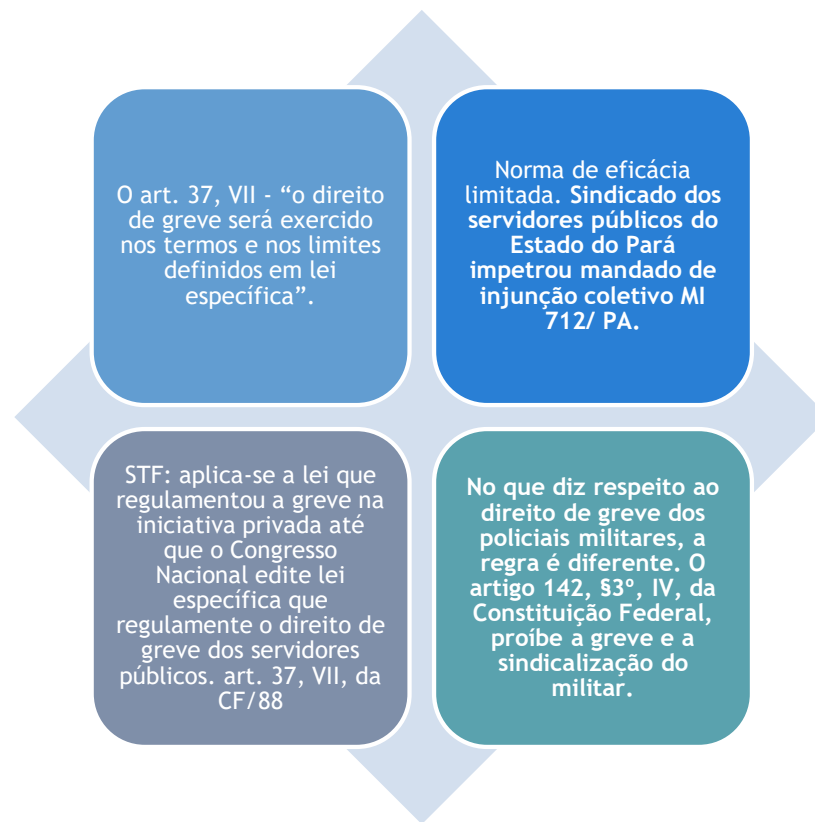 O art. 37, VII - “o direito
de greve será exercido
nos termos e nos limites
definidos em lei
específica”.
Norma de eficácia
limitada. Sindicado dos
servidores públicos do
Estado do Pará
impetrou mandado de
injunção coletivo MI
712/ PA.
STF: aplica-se a lei que
regulamentou a greve na
iniciativa privada até
que o Congresso
Nacional edite lei
específica que
regulamente o direito de
greve dos servidores
públicos. art. 37, VII, da
CF/88
No que diz respeito ao
direito de greve dos
policiais militares, a
regra é diferente. O
artigo 142, §3º, IV, da
Constituição Federal,
proíbe a greve e a
sindicalização do
militar.